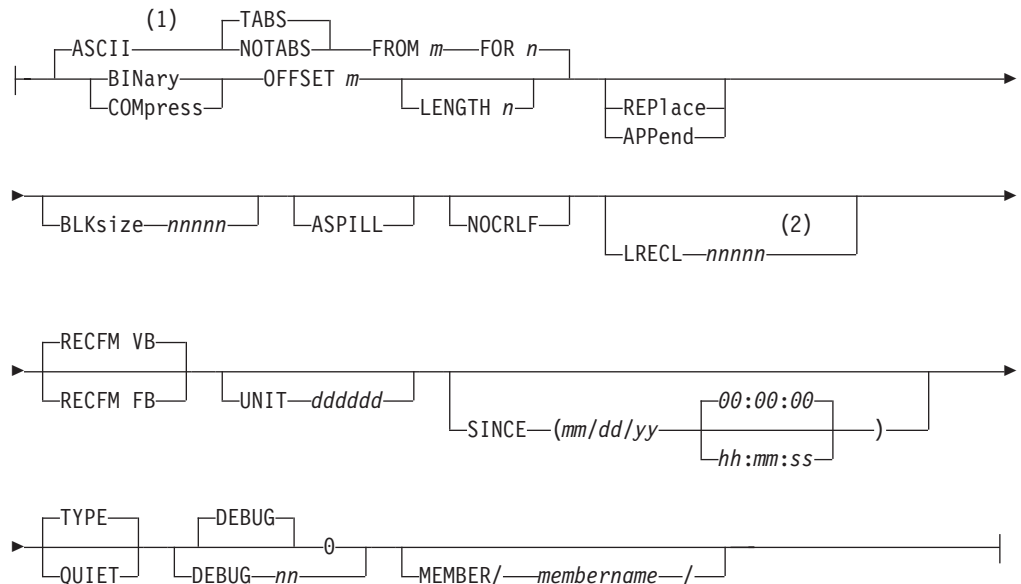 (1) TABS
ASCII NOTABS FROM m FOR n
BINary OFFSET m
COMpress LENGTH n REPlace
APPend
BLKsize nnnnn ASPILL NOCRLF (2)
LRECL nnnnn
RECFM VB
RECFM FB UNIT dddddd 00:00:00
SINCE (mm/dd/yy )
hh:mm:ss
TYPE DEBUG
0
QUIET DEBUG nn MEMBER/ membername /